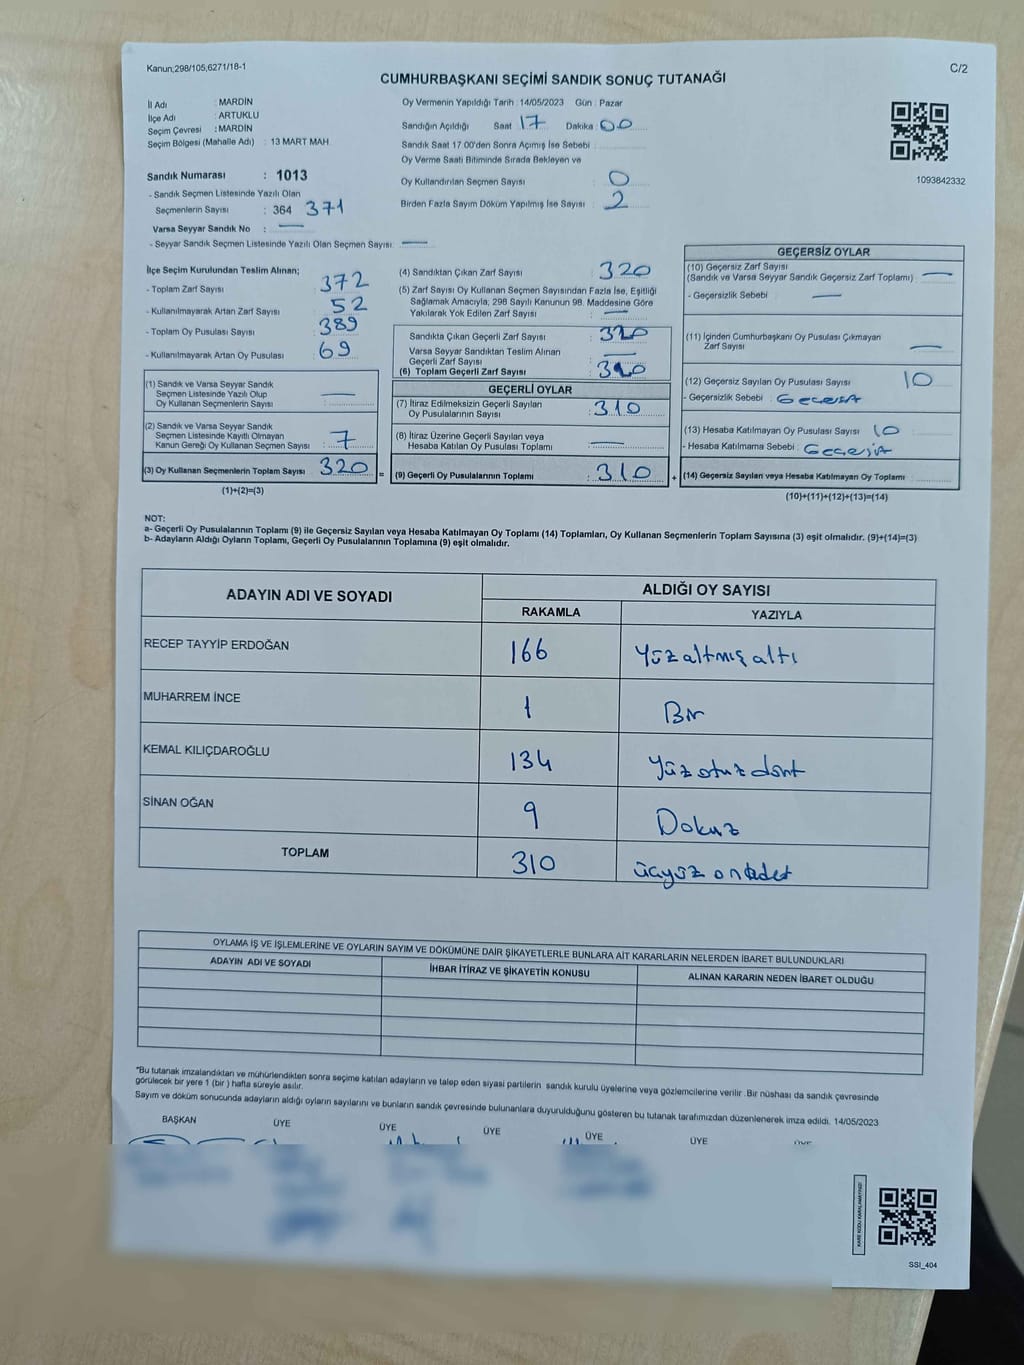 Kanun;298/105,6271/18-1
C/2
CUMHURBAŞKANI SEÇİMİ SANDIK SONUÇ TUTANAĞI
İl Adı : MARDİN
İlçe Adı : ARTUKLU
Seçim Çevresi : MARDİN
Seçim Bölgesi (Mahalle Adı) : 13 MART MAH.
Sandık Numarası : 1013
- Sandık Seçmen Listesinde Yazılı Olan
Seçmenlerin Sayısı : 364 371
Varsa Seyyar Sandık No : —
- Seyyar Sandık Seçmen Listesinde Yazılı Olan Seçmen Sayısı: —
Oy Vermenin Yapıldığı Tarih : 14/05/2023 Gün : Pazar
Sandığın Açıldığı Saat 17 Dakika 00
Sandık Saat 17.00'den Sonra Açımış İse Sebebi :
Oy Verme Saati Bitiminde Sırada Bekleyen ve
Oy Kullandırılan Seçmen Sayısı : 0
Birden Fazla Sayım Döküm Yapılmış İse Sayısı : 2
1093842332
İlçe Seçim Kurulundan Teslim Alınan;
- Toplam Zarf Sayısı : 372
- Kullanılmayarak Artan Zarf Sayısı : 52
- Toplam Oy Pusulası Sayısı : 389
- Kullanılmayarak Artan Oy Pusulası : 69
(1) Sandık ve Varsa Seyyar Sandık
Seçmen Listesinde Yazılı Olup
Oy Kullanan Seçmenlerin Sayısı : —
(2) Sandık ve Varsa Seyyar Sandık
Seçmen Listesinde Kayıtlı Olmayan
Kanun Gereği Oy Kullanan Seçmen Sayısı : 7
(3) Oy Kullanan Seçmenlerin Toplam Sayısı : 320
(1)+(2)=(3)
(4) Sandıktan Çıkan Zarf Sayısı : 320
(5) Zarf Sayısı Oy Kullanan Seçmen Sayısından Fazla İse, Eşitliği
Sağlamak Amacıyla; 298 Sayılı Kanunun 98. Maddesine Göre
Yakılarak Yok Edilen Zarf Sayısı : —
Sandıkta Çıkan Geçerli Zarf Sayısı :
Varsa Seyyar Sandıktan Teslim Alınan
Geçerli Zarf Sayısı : —
(6) Toplam Geçerli Zarf Sayısı :
GEÇERLİ OYLAR
(7) İtiraz Edilmeksizin Geçerli Sayılan
Oy Pusulalarının Sayısı : 310
(8) İtiraz Üzerine Geçerli Sayılan veya
Hesaba Katılan Oy Pusulası Toplamı : —
(9) Geçerli Oy Pusulalarının Toplamı : 310
GEÇERSİZ OYLAR
(10) Geçersiz Zarf Sayısı
(Sandık ve Varsa Seyyar Sandık Geçersiz Zarf Toplamı) : —
- Geçersizlik Sebebi : —
(11) İçinden Cumhurbaşkanı Oy Pusulası Çıkmayan
Zarf Sayısı : —
(12) Geçersiz Sayılan Oy Pusulası Sayısı : 10
- Geçersizlik Sebebi :
(13) Hesaba Katılmayan Oy Pusulası Sayısı : 10
- Hesaba Katılmama Sebebi :
(14) Geçersiz Sayılan veya Hesaba Katılmayan Oy Toplamı :
(10)+(11)+(12)+(13)=(14)
NOT:
a- Geçerli Oy Pusulalarının Toplamı (9) ile Geçersiz Sayılan veya Hesaba Katılmayan Oy Toplamı (14) Toplamları, Oy Kullanan Seçmenlerin Toplam Sayısına (3) eşit olmalıdır. (9)+(14)=(3)
b- Adayların Aldığı Oyların Toplamı, Geçerli Oy Pusulalarının Toplamına (9) eşit olmalıdır.
ADAYIN ADI VE SOYADI ALDIĞI OY SAYISI
RAKAMLA YAZIYLA
RECEP TAYYİP ERDOĞAN 166 Yüzaltmış altı
MUHARREM İNCE 1 Bir
KEMAL KILIÇDAROĞLU 134 Yüz otuz dört
SİNAN OĞAN 9 Dokuz
TOPLAM 310 üçyüz on adet
OYLAMA İŞ VE İŞLEMLERİNE VE OYLARIN SAYIM VE DÖKÜMÜNE DAİR ŞİKAYETLERLE BUNLARA AİT KARARLARIN NELERDEN İBARET BULUNDUKLARI
ADAYIN ADI VE SOYADI İHBAR İTİRAZ VE ŞİKAYETİN KONUSU ALINAN KARARIN NEDEN İBARET OLDUĞU
*Bu tutanak imzalandıktan ve mühürlendikten sonra seçime katılan adayların ve talep eden siyasi partilerin sandık kurulu üyelerine veya gözlemcilerine verilir .Bir nüshası da sandık çevresinde
görülecek bir yere 1 (bir ) hafta süreyle asılır.
Sayım ve döküm sonucunda adayların aldığı oyların sayılarını ve bunların sandık çevresinde bulunanlara duyurulduğunu gösteren bu tutanak tarafımızdan düzenlenerek imza edildi. 14/05/2023
BAŞKAN ÜYE ÜYE ÜYE ÜYE ÜYE
KARE KODU KARALAMAYINIZ!
SSI_404